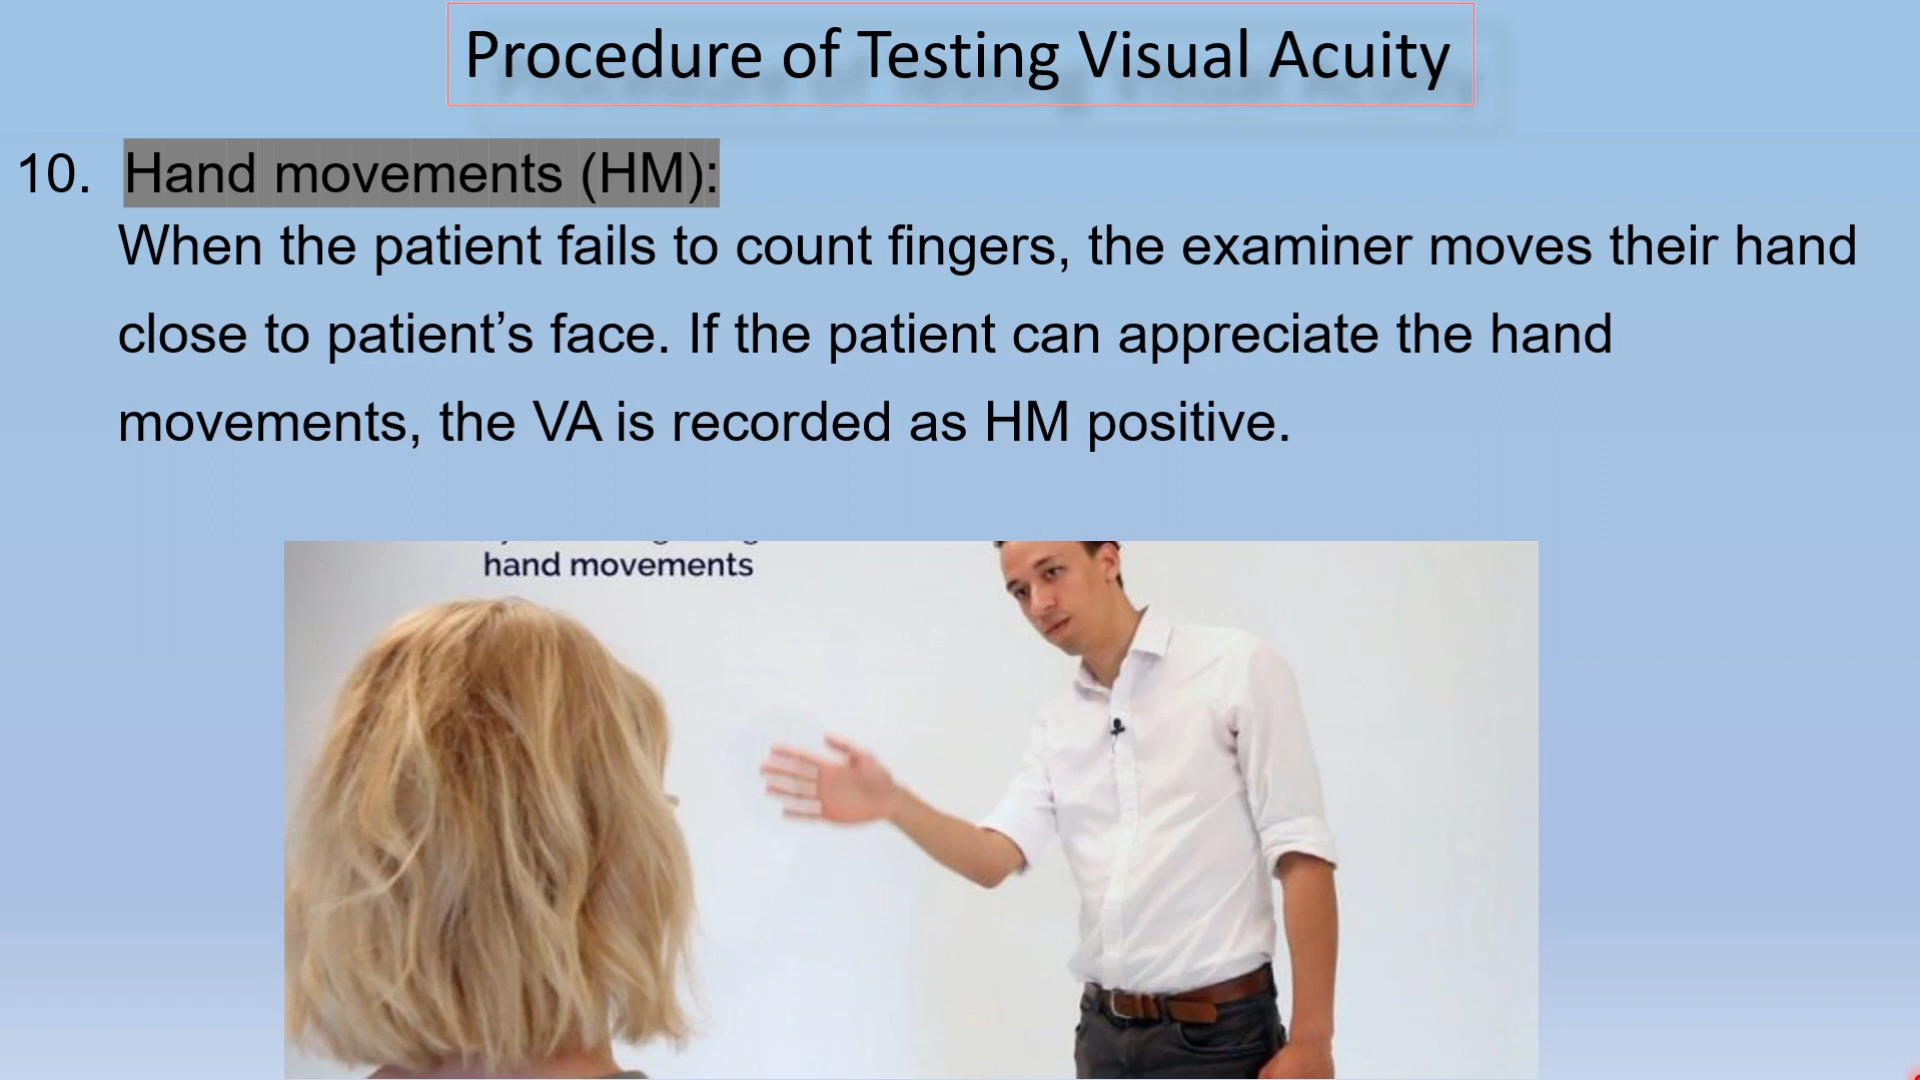 Procedure of Testing Visual Acuity
10. Hand movements (HM):
When the patient fails to count fingers, the examiner moves their hand
close to patient’s face. If the patient can appreciate the hand
movements, the VA is recorded as HM positive.
hand movements